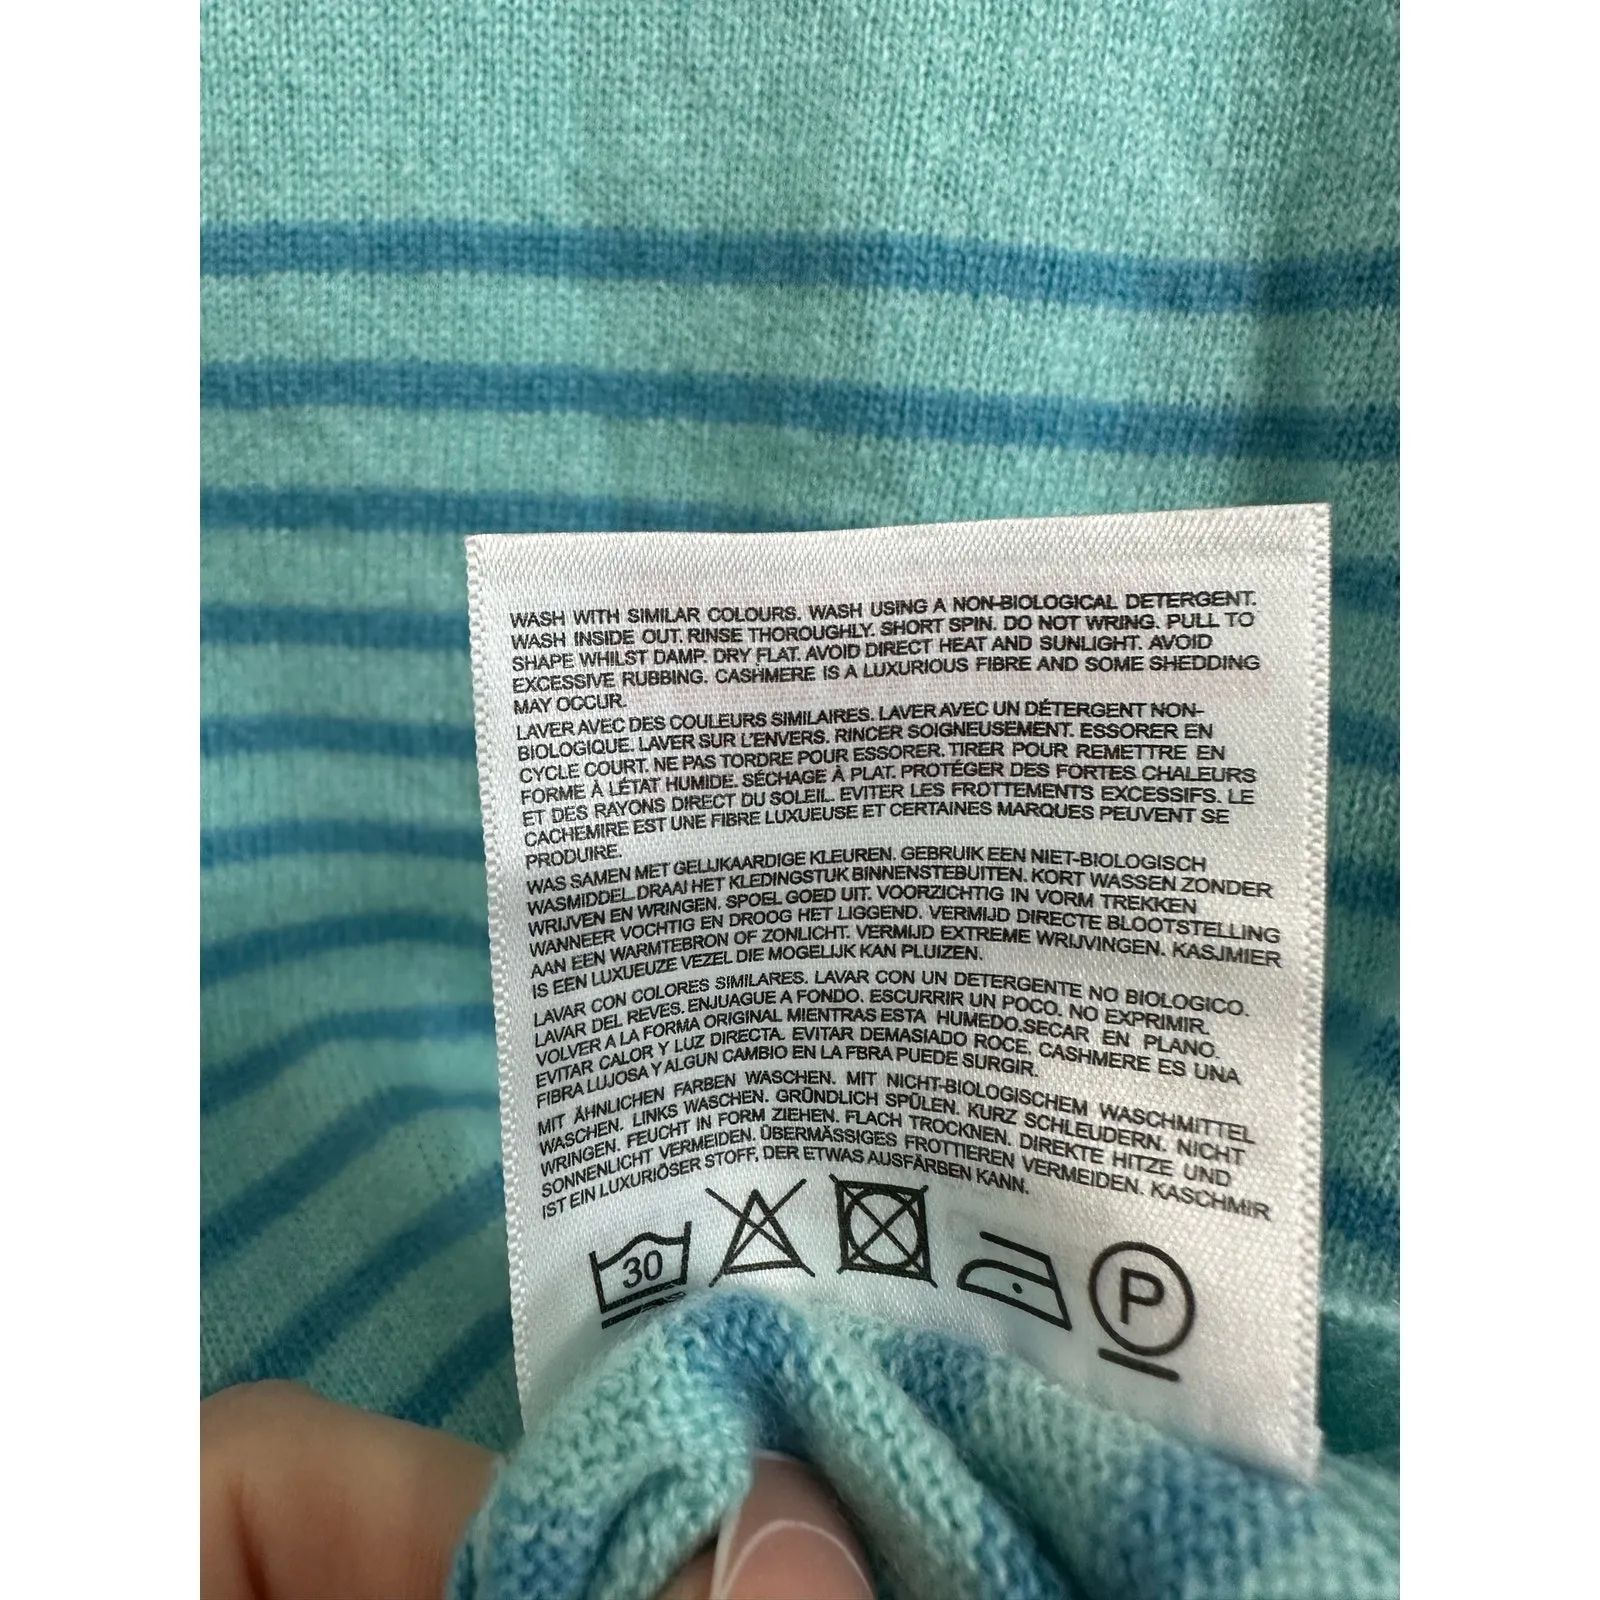 WASH WITH SIMILAR COLOURS. WASH USING A NON-BIOLOGICAL DETERGENT.
WASH INSIDE OUT. RINSE THOROUGHLY. SHORT SPIN. DO NOT WRING. PULL TO
SHAPE WHILST DAMP. DRY FLAT. AVOID DIRECT HEAT AND SUNLIGHT. AVOID
EXCESSIVE RUBBING. CASHMERE IS A LUXURIOUS FIBRE AND SOME SHEDDING
MAY OCCUR.
LAVER AVEC DES COULEURS SIMILAIRES. LAVER AVEC UN DÉTERGENT NON-
BIOLOGIQUE. LAVER SUR L'ENVERS. RINCER SOIGNEUSEMENT. ESSORER EN
CYCLE COURT. NE PAS TORDRE POUR ESSORER. TIRER POUR REMETTRE EN
FORME À L'ÉTAT HUMIDE. SÉCHAGE À PLAT. PROTÉGER DES FORTES CHALEURS
ET DES RAYONS DIRECT DU SOLEIL. EVITER LES FROTTEMENTS EXCESSIFS. LE
CACHEMIRE EST UNE FIBRE LUXUEUSE ET CERTAINES MARQUES PEUVENT SE
PRODUIRE.
WAS SAMEN MET GELIJKAARDIGE KLEUREN. GEBRUIK EEN NIET-BIOLOGISCH
WASMIDDEL. DRAAI HET KLEDINGSTUK BINNENSTEBUITEN. KORT WASSEN ZONDER
WRIJVEN EN WRINGEN. SPOEL GOED UIT. VOORZICHTIG IN VORM TREKKEN
WANNEER VOCHTIG EN DROOG HET LIGGEND. VERMIJD DIRECTE BLOOTSTELLING
AAN EEN WARMTEBRON OF ZONLICHT. VERMIJD EXTREME WRIJVINGEN. KASJMIER
IS EEN LUXUEUZE VEZEL DIE MOGELIJK KAN PLUIZEN.
LAVAR CON COLORES SIMILARES. LAVAR CON UN DETERGENTE NO BIOLOGICO.
LAVAR DEL REVES. ENJUAGUE A FONDO. ESCURRIR UN POCO. NO EXPRIMIR.
VOLVER A LA FORMA ORIGINAL MIENTRAS ESTA HUMEDO.SECAR EN PLANO.
EVITAR CALOR Y LUZ DIRECTA. EVITAR DEMASIADO ROCE. CASHMERE ES UNA
FIBRA LUJOSA Y ALGUN CAMBIO EN LA FBRA PUEDE SURGIR.
MIT ÄHNLICHEN FARBEN WASCHEN. MIT NICHT-BIOLOGISCHEM WASCHMITTEL
WASCHEN. LINKS WASCHEN. GRÜNDLICH SPÜLEN. KURZ SCHLEUDERN. NICHT
WRINGEN. FEUCHT IN FORM ZIEHEN. FLACH TROCKNEN. DIREKTE HITZE UND
SONNENLICHT VERMEIDEN. ÜBERMÄSSIGES FROTTIEREN VERMEIDEN. KASCHMIR
IST EIN LUXURIÖSER STOFF, DER ETWAS AUSFÄRBEN KANN.
30 P